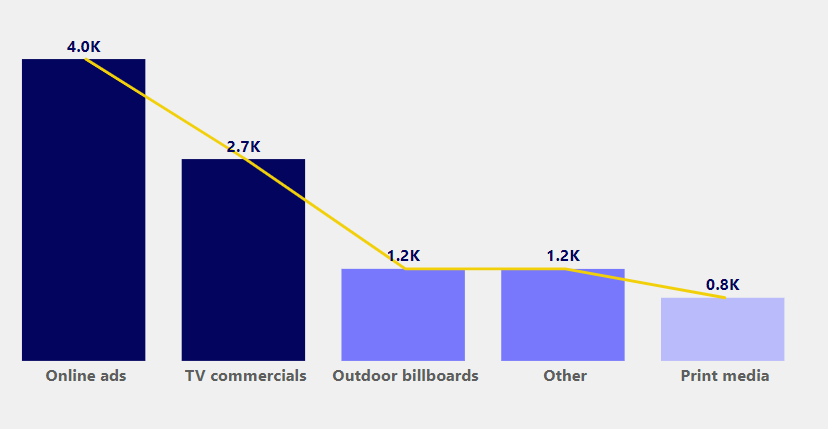 4.0K
2.7K
1.2K
1.2K
0.8K
Online ads
TV commercials
Outdoor billboards
Other
Print media